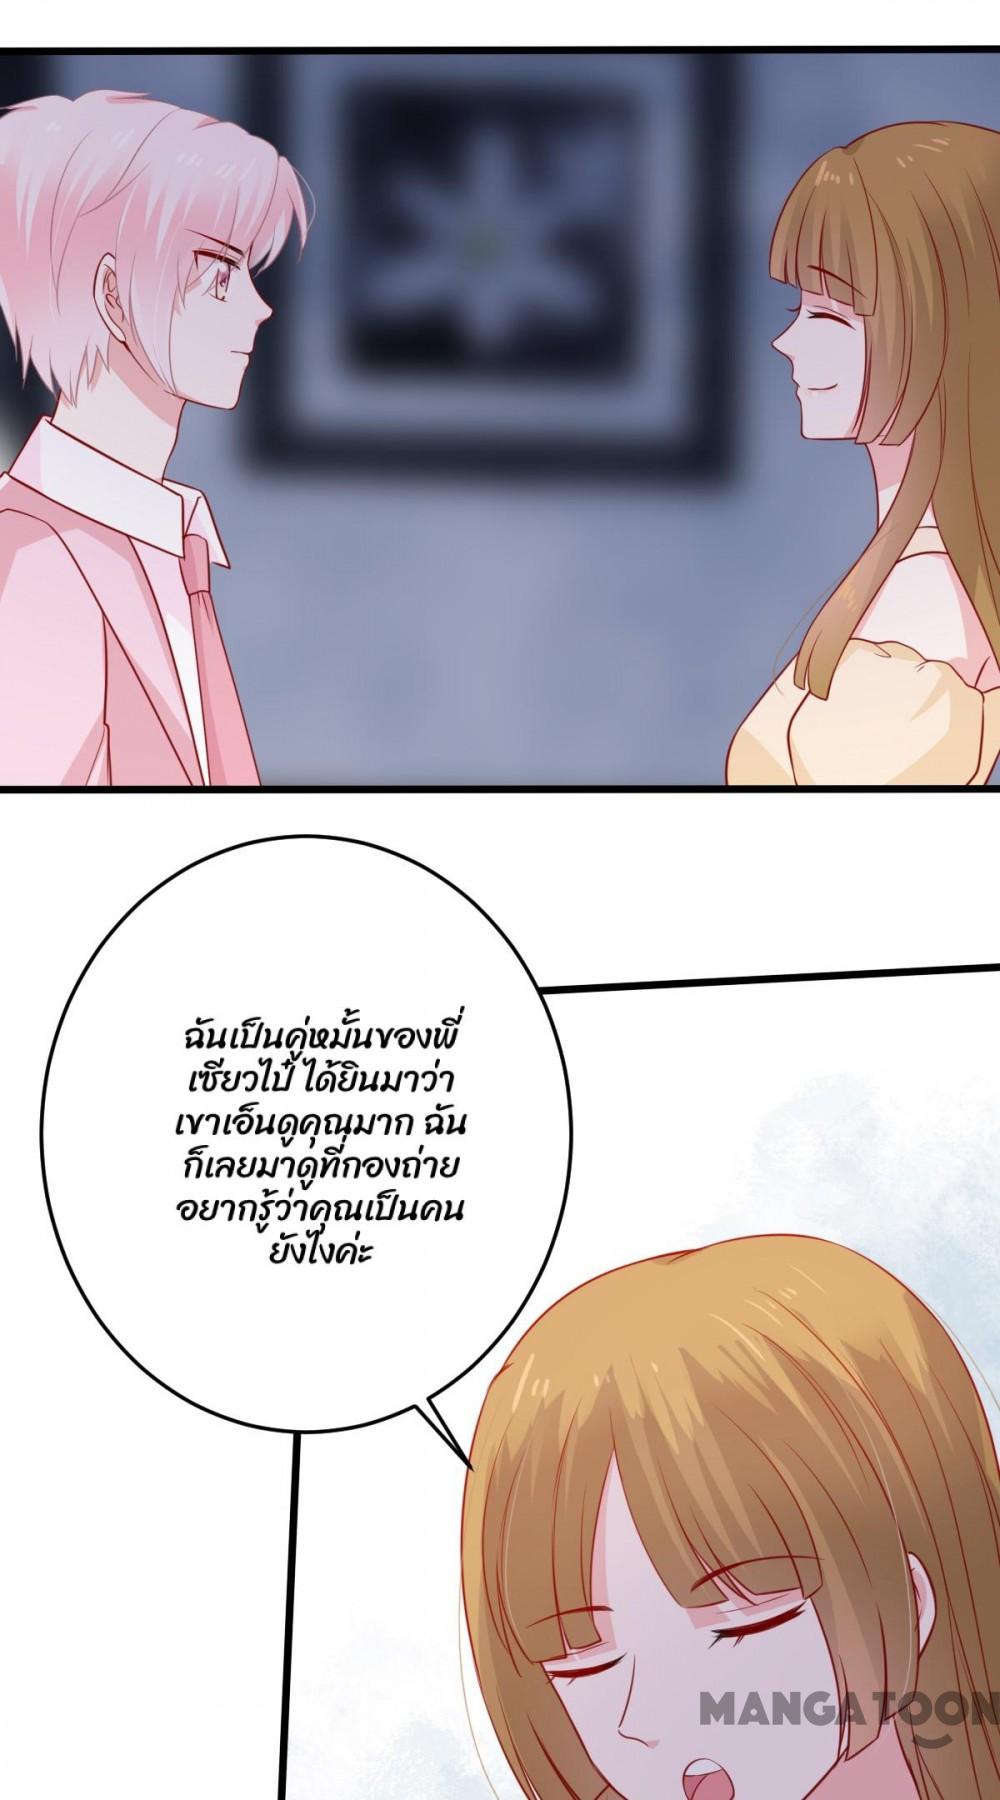 ฉันเป็นคู่หมั้นของพี่
เซียวไป๋ ได้ยินมาว่า
เขาเอ็นดูคุณมาก ฉัน
ก็เลยมาดูที่กองถ่าย
อยากรู้ว่าคุณเป็นคน
ยังไงค่ะ
MANGATOON